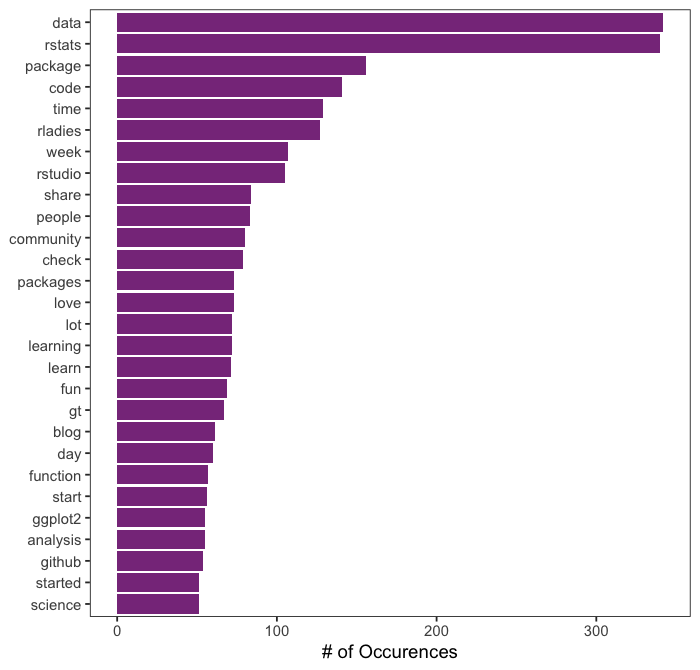 data
rstats
package
code
time
rladies
week
rstudio
share
people
community
check
packages
love
lot
learning
learn
fun
gt
blog
day
function
start
ggplot2
analysis
github
started
science
0 100 200 300
# of Occurences